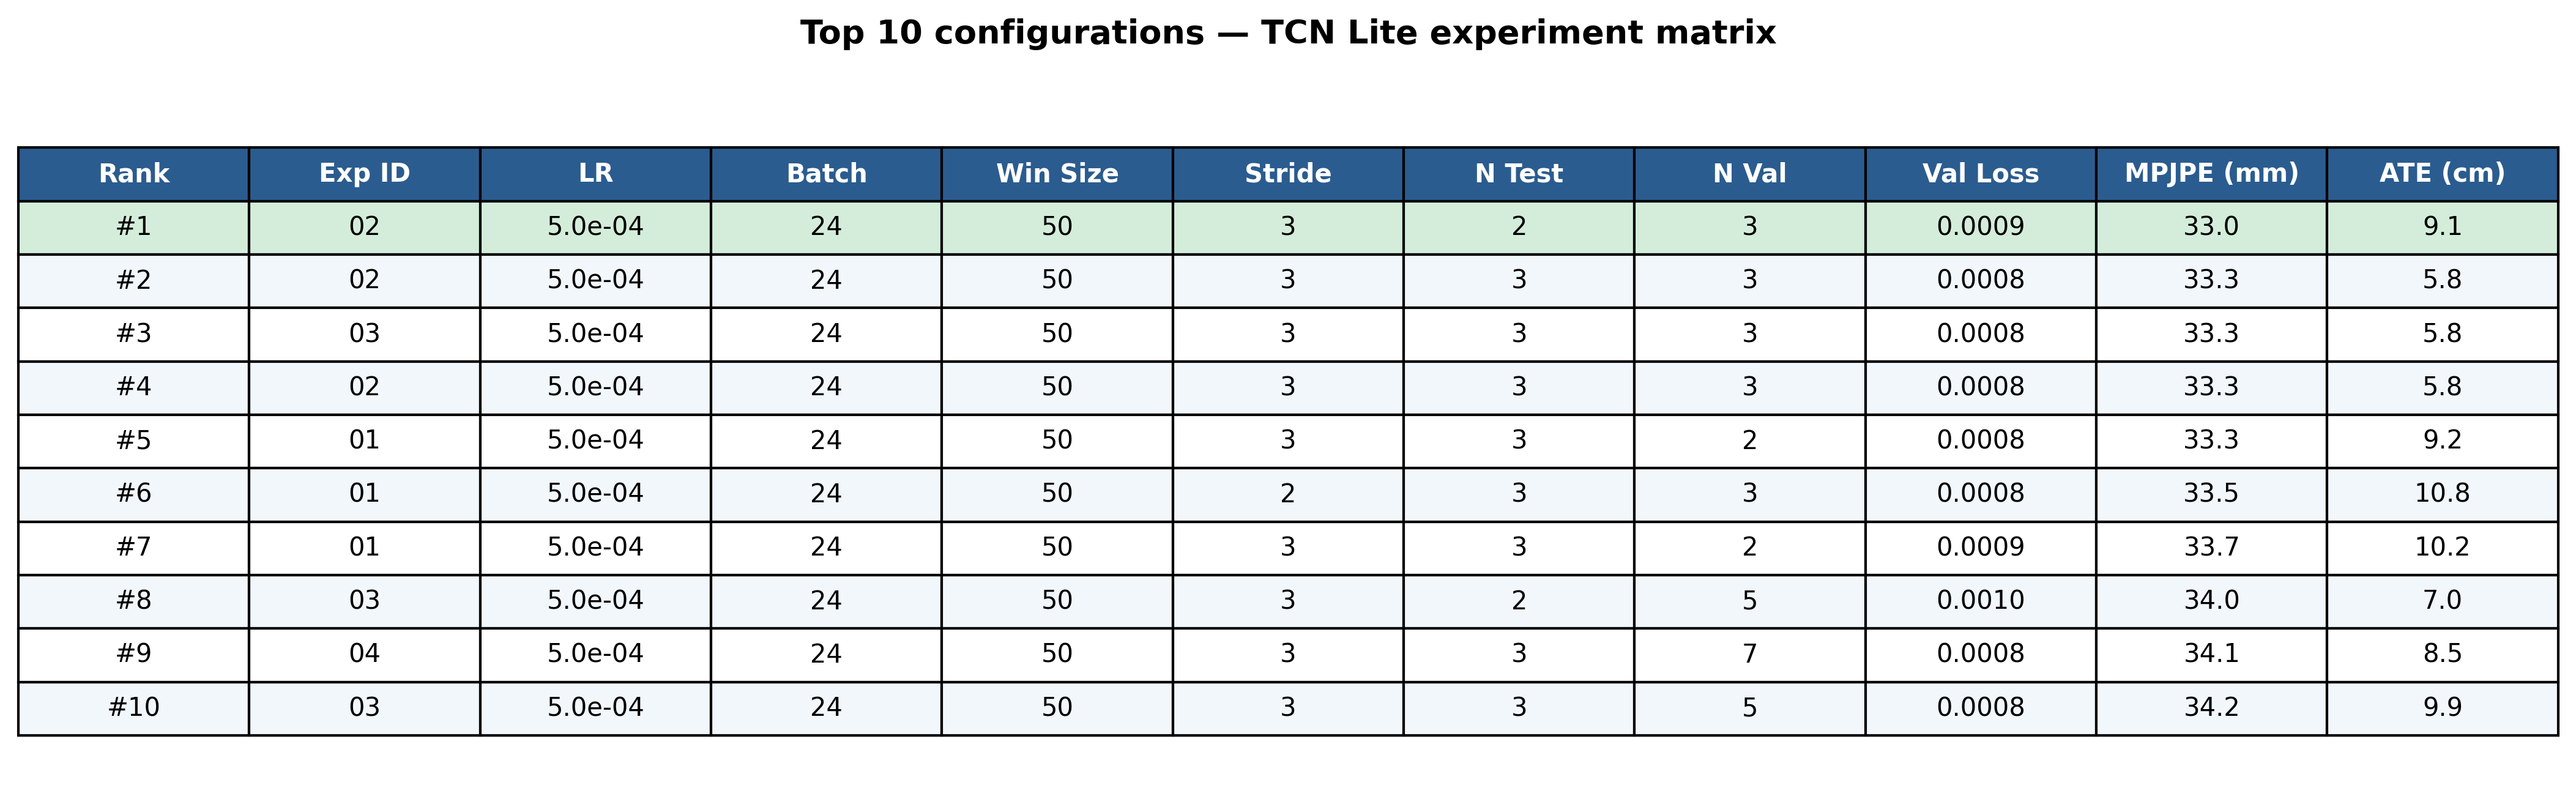 Top 10 configurations — TCN Lite experiment matrix
Rank Exp ID LR Batch Win Size Stride N Test N Val Val Loss MPJPE (mm) ATE (cm)
#1 02 5.0e-04 24 50 3 2 3 0.0009 33.0 9.1
#2 02 5.0e-04 24 50 3 3 3 0.0008 33.3 5.8
#3 03 5.0e-04 24 50 3 3 3 0.0008 33.3 5.8
#4 02 5.0e-04 24 50 3 3 3 0.0008 33.3 5.8
#5 01 5.0e-04 24 50 3 3 2 0.0008 33.3 9.2
#6 01 5.0e-04 24 50 2 3 3 0.0008 33.5 10.8
#7 01 5.0e-04 24 50 3 3 2 0.0009 33.7 10.2
#8 03 5.0e-04 24 50 3 2 5 0.0010 34.0 7.0
#9 04 5.0e-04 24 50 3 3 7 0.0008 34.1 8.5
#10 03 5.0e-04 24 50 3 3 5 0.0008 34.2 9.9